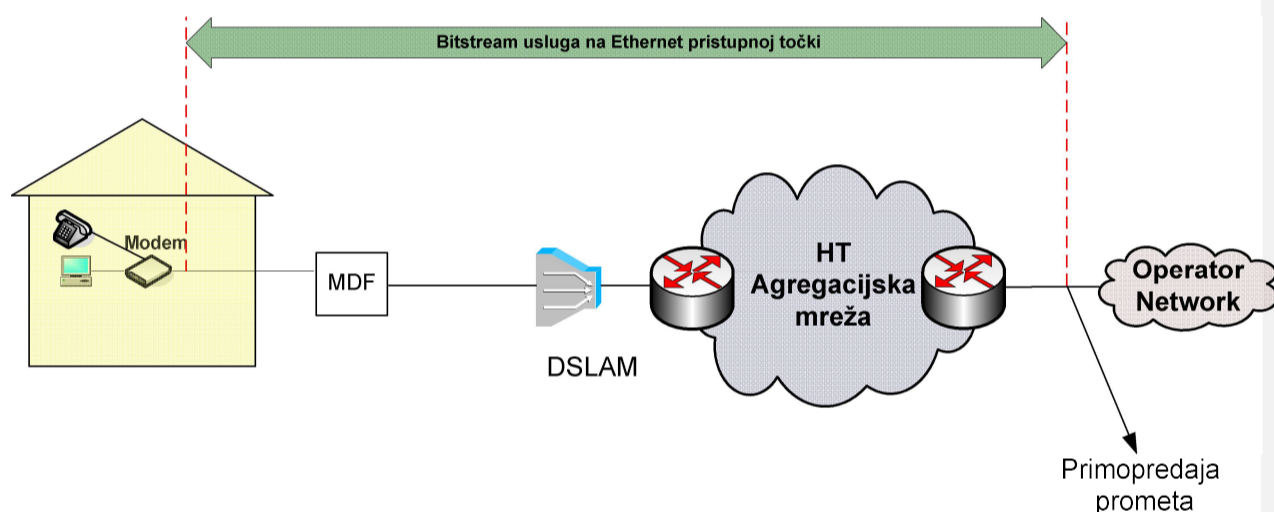 Bitstream usluga na Ethernet pristupnoj točki
Modem
MDF
DSLAM
HT
Agregacijska
mreža
Operator
Network
Primopredaja
prometa